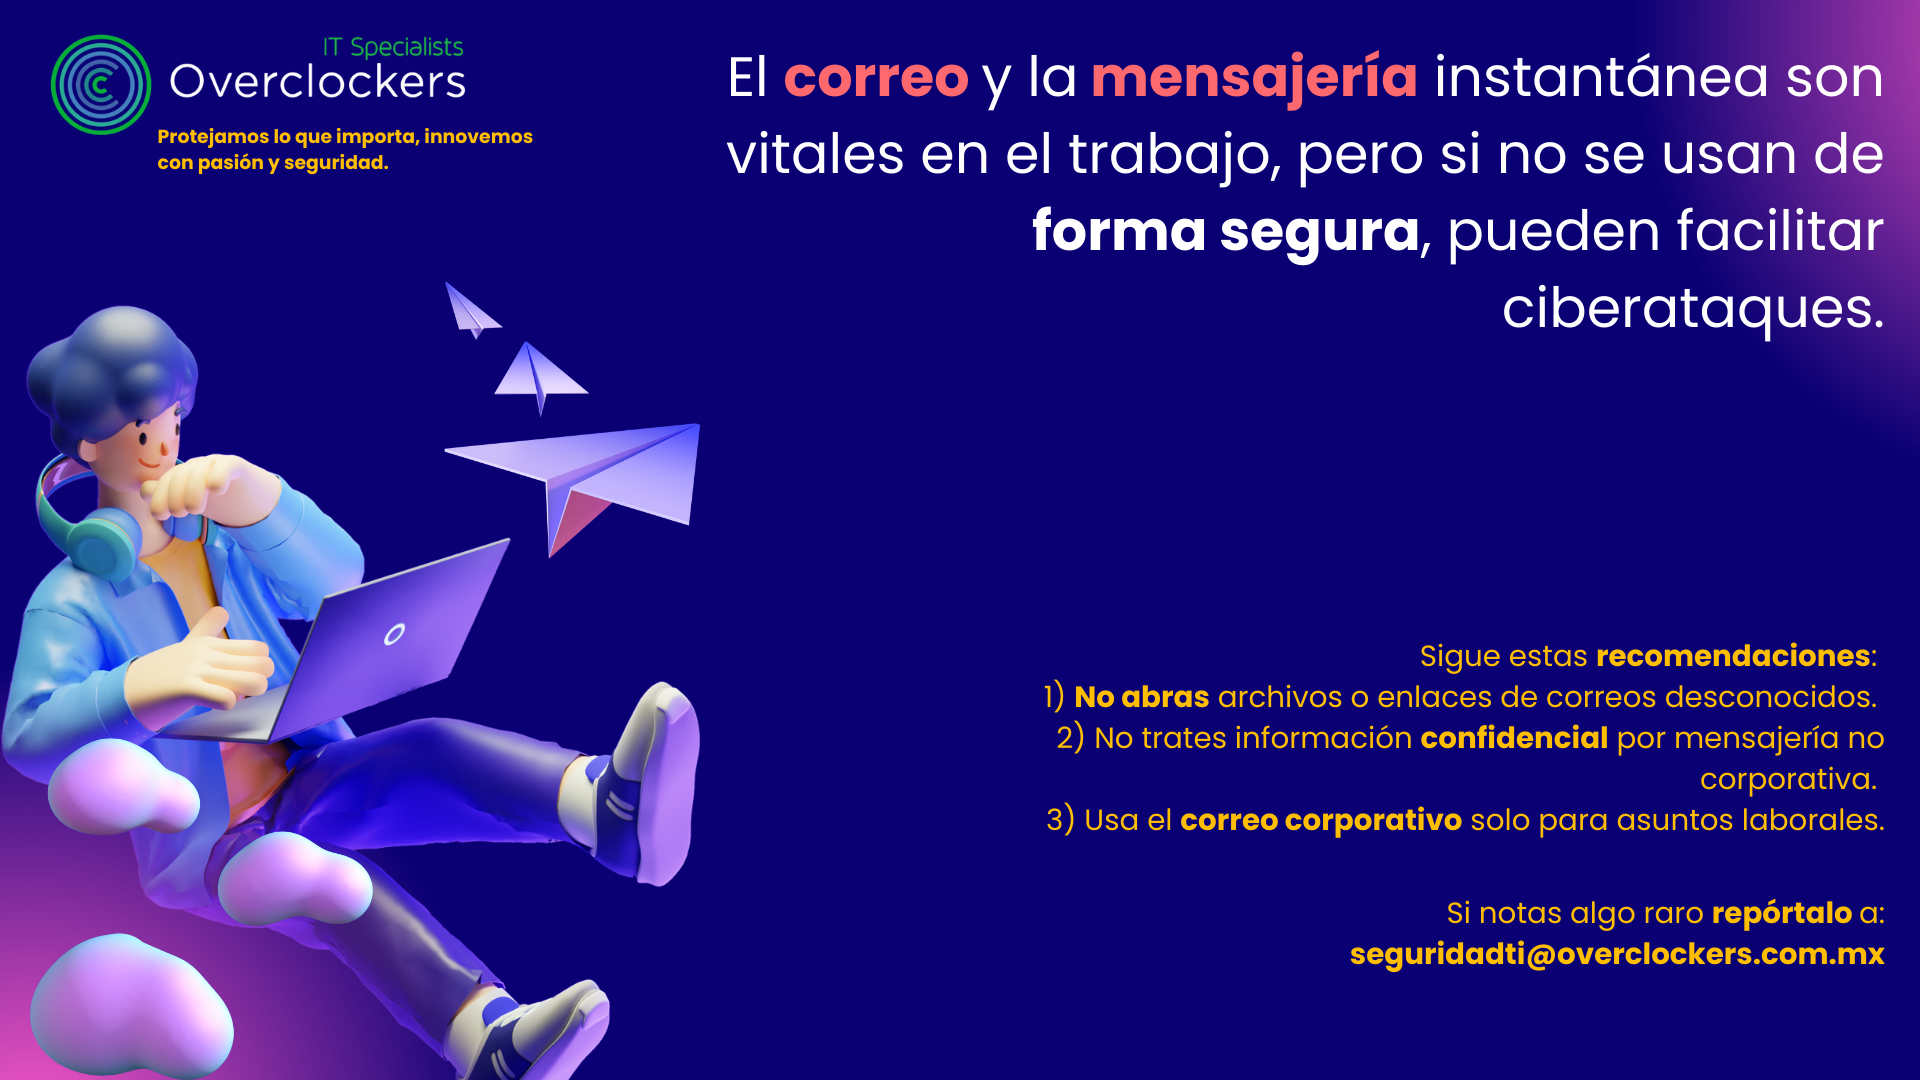 IT Specialists
Overclockers
Protejamos lo que importa, innovemos
con pasión y seguridad.
El correo y la mensajería instantánea son
vitales en el trabajo, pero si no se usan de
forma segura, pueden facilitar
ciberataques.
Sigue estas recomendaciones:
1) No abras archivos o enlaces de correos desconocidos.
2) No trates información confidencial por mensajería no
corporativa.
3) Usa el correo corporativo solo para asuntos laborales.
Si notas algo raro repórtalo a:
seguridadti@overclockers.com.mx